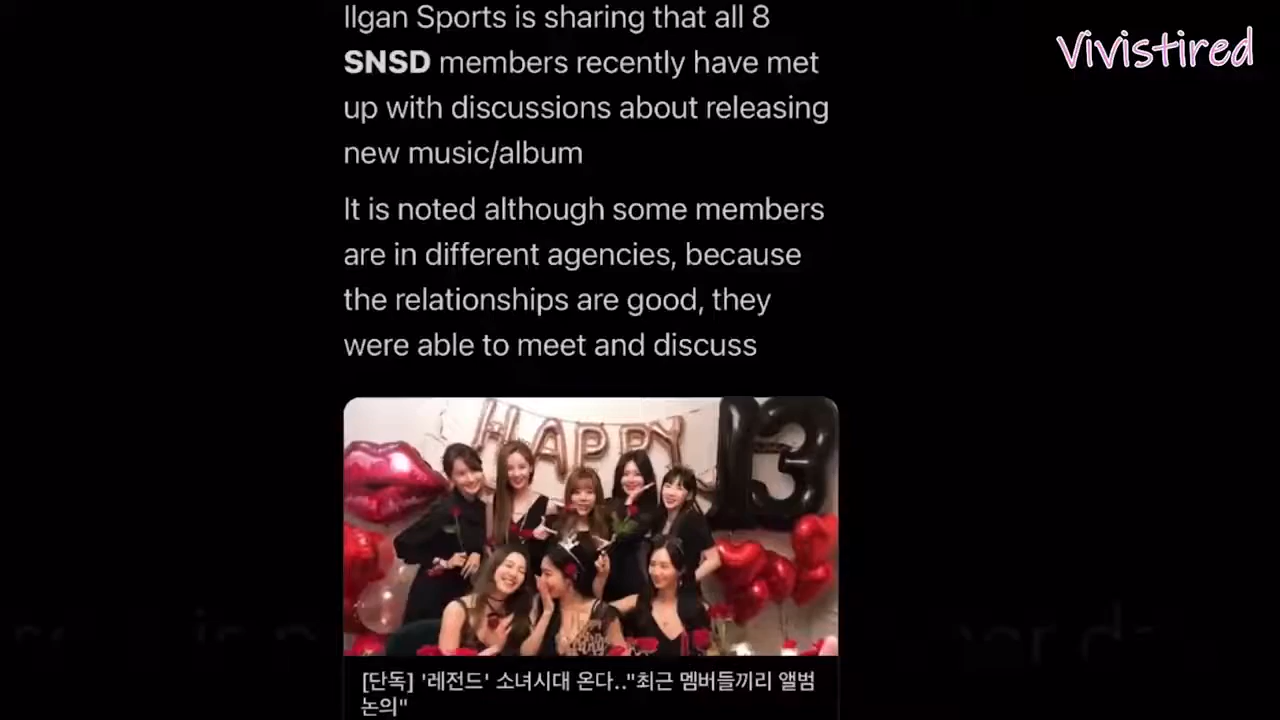 Ilgan Sports is sharing that all 8
SNSD members recently have met
up with discussions about releasing
new music/album
It is noted although some members
are in different agencies, because
the relationships are good, they
were able to meet and discuss
HAPPY 13
[단독] '레전드' 소녀시대 온다.."최근 멤버들끼리 앨범
논의"
Vivistired